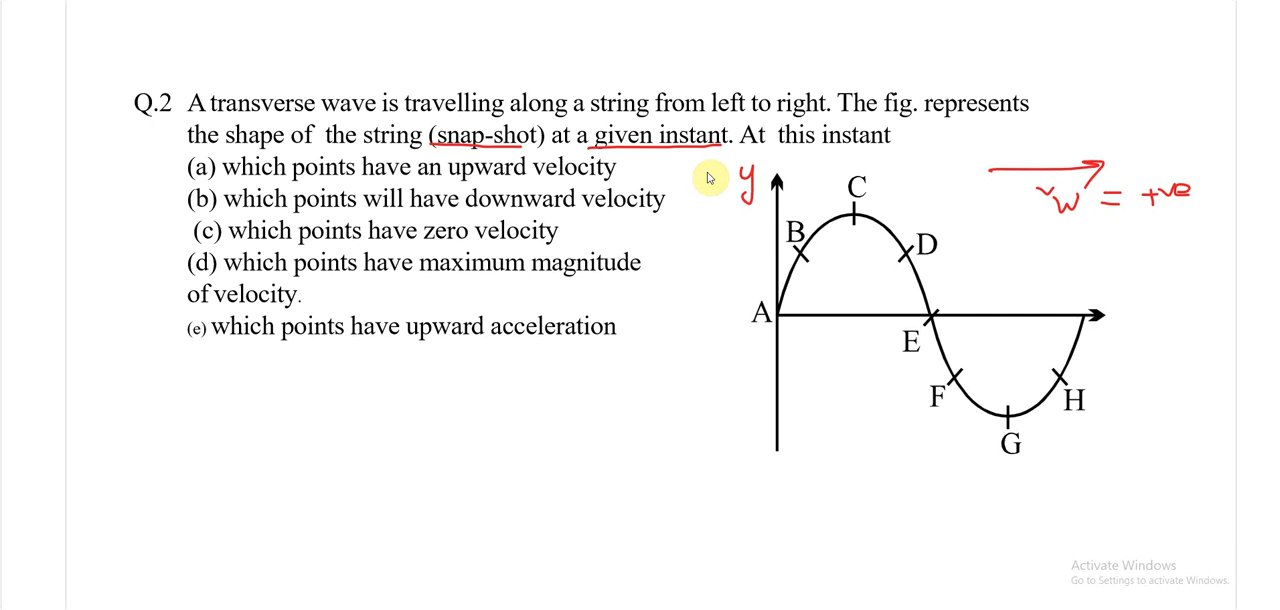 Q.2 A transverse wave is travelling along a string from left to right. The fig. represents
the shape of the string (snap-shot) at a given instant. At this instant
(a) which points have an upward velocity
(b) which points will have downward velocity
(c) which points have zero velocity
(d) which points have maximum magnitude
of velocity.
(e) which points have upward acceleration
y
C
Vw = +ve
B
D
A
E
F
H
G
Activate Windows
Go to Settings to activate Windows.